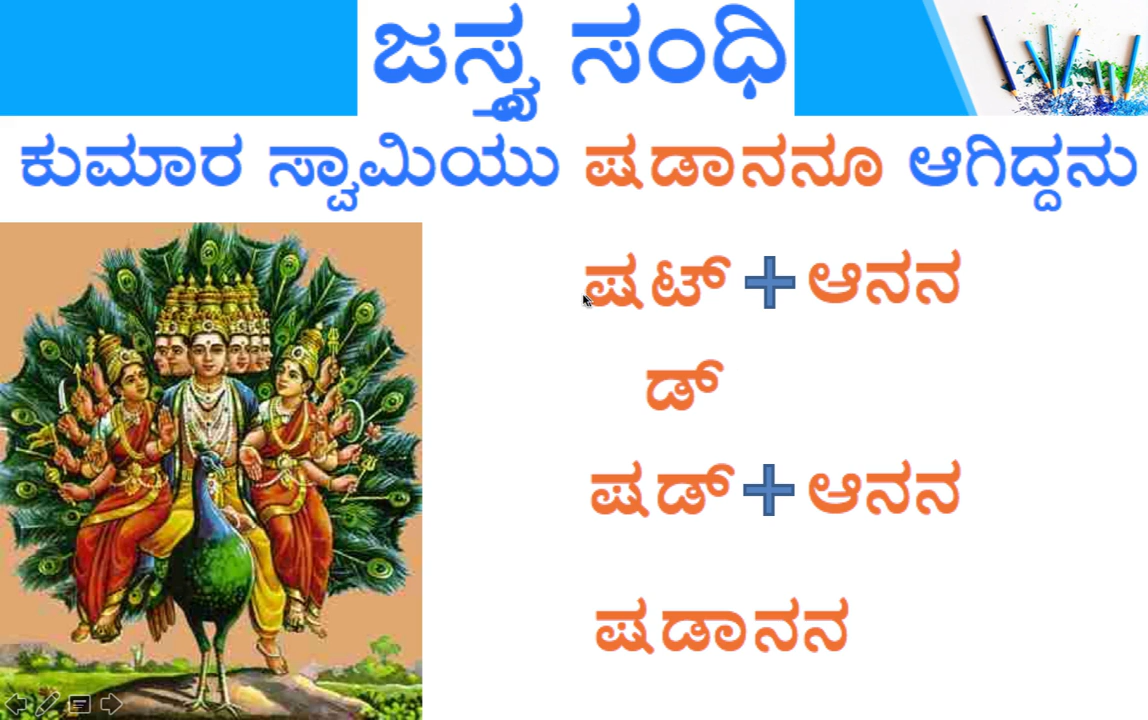 ಜಸ್ತ್ವ ಸಂಧಿ
ಕುಮಾರ ಸ್ವಾಮಿಯು ಷಡಾನನೂ ಆಗಿದ್ದನು
ಷಟ್ + ಆನನ
ಡ್
ಷಡ್ + ಆನನ
ಷಡಾನನ